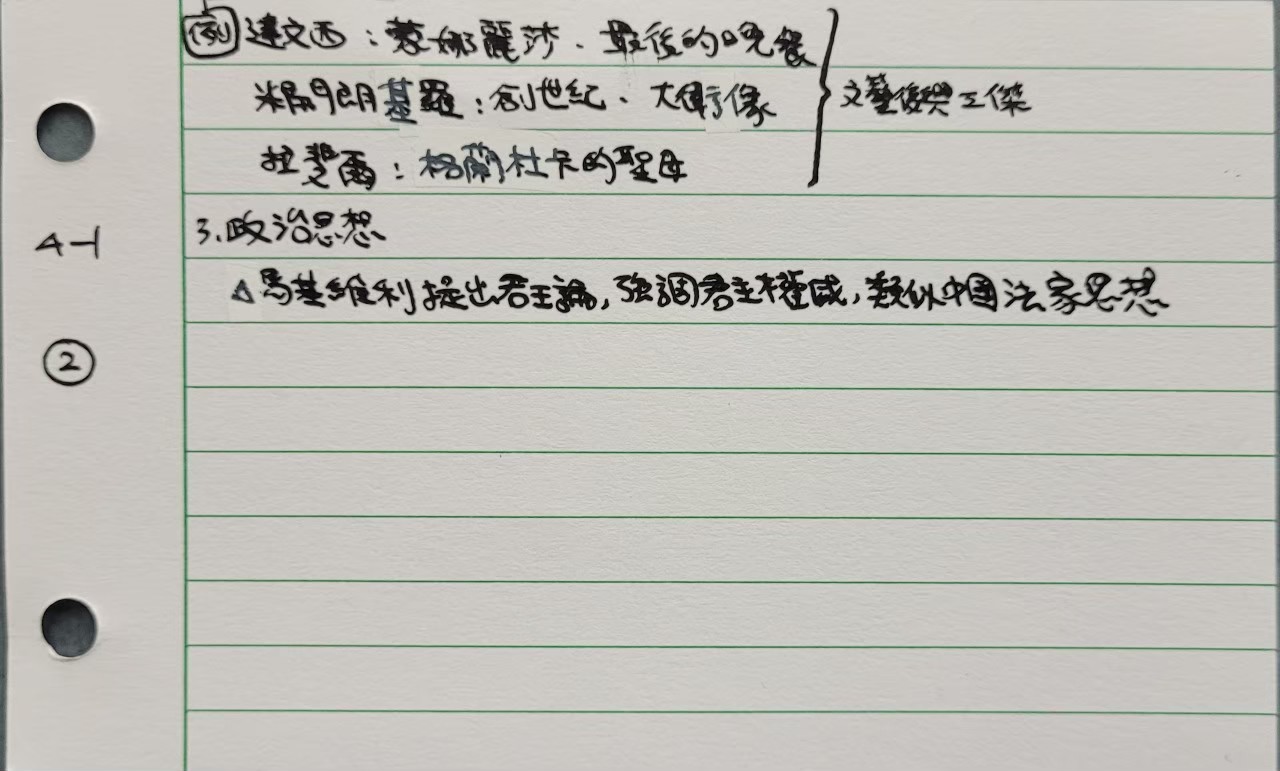 例 達文西：蒙娜麗莎、最後的晚餐
米開朗基羅：創世紀、大衛像
文藝復興三傑
拉斐爾：格蘭杜卡的聖母
4-1
3.政治思想
△馬基維利提出君主論，強調君主權威，類似中國法家思想
②